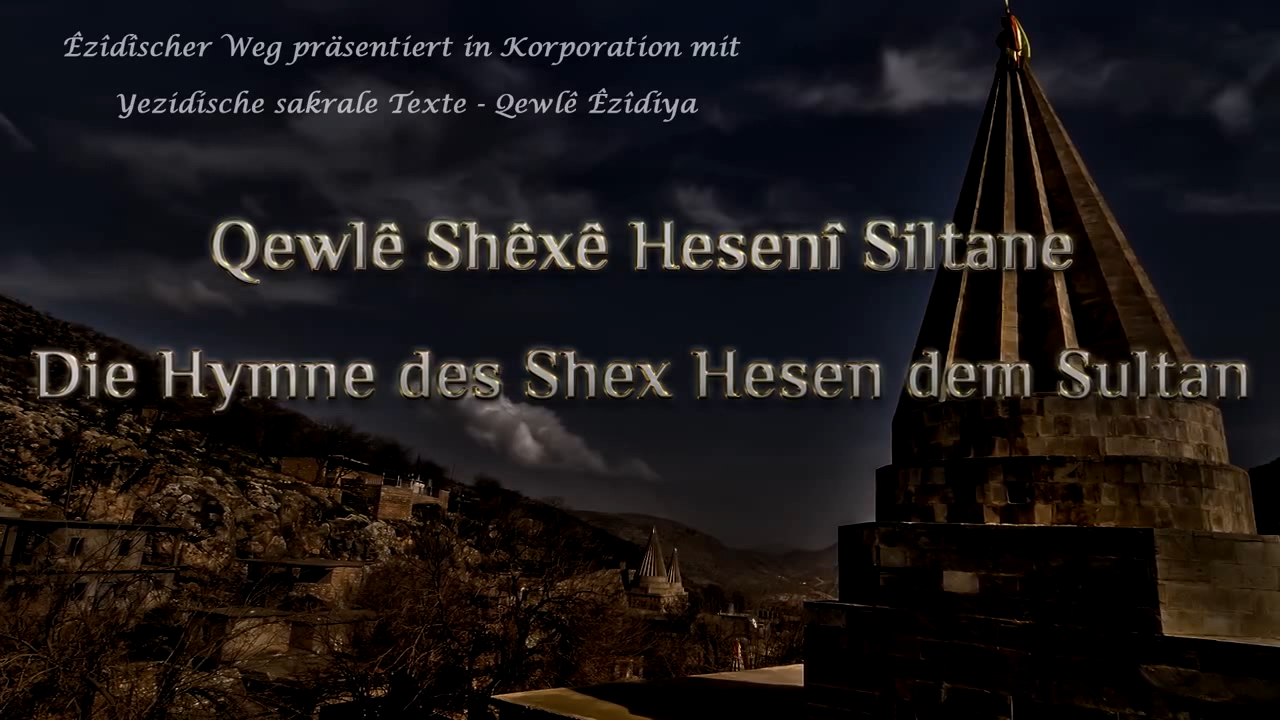 Êzîdîscher Weg präsentiert in Korporation mit
Yezidische sakrale Texte - Qewlê Êzîdiya
Qewlê Shêxê Hesenî Siltane
Die Hymne des Shex Hesen dem Sultan